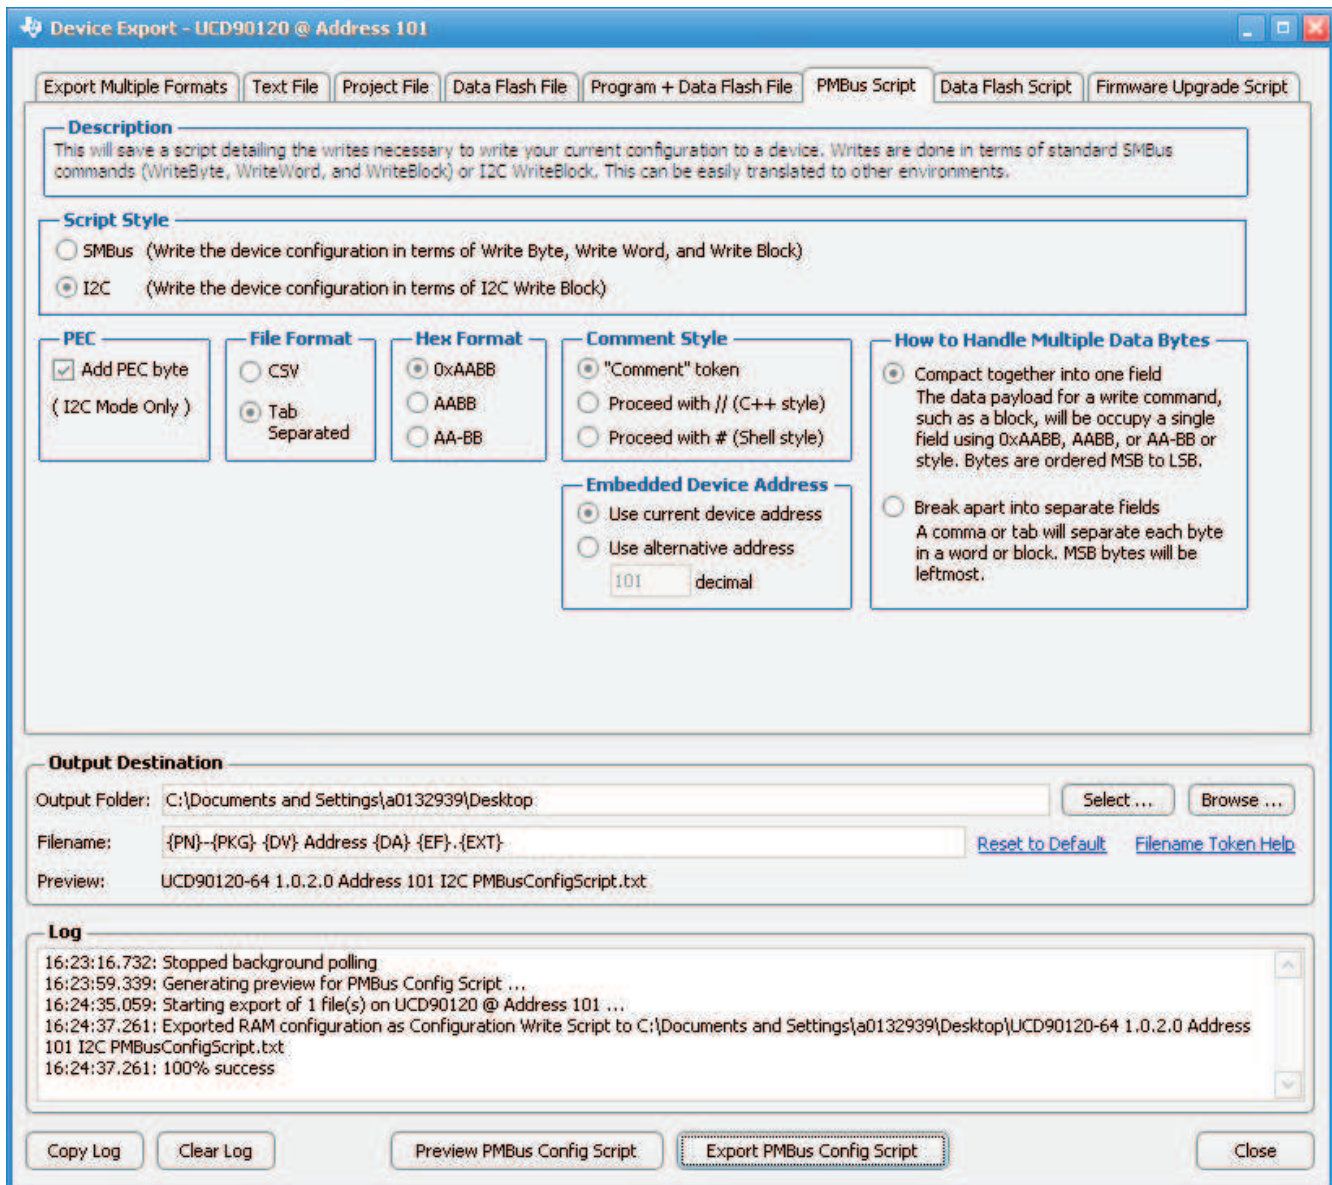 Device Export - UCD90120 @ Address 101
Export Multiple Formats
Text File
Project File
Data Flash File
Program + Data Flash File
PMBus Script
Data Flash Script
Firmware Upgrade Script
Description
This will save a script detailing the writes necessary to write your current configuration to a device. Writes are done in terms of standard SMBus
commands (WriteByte, WriteWord, and WriteBlock) or I2C WriteBlock. This can be easily translated to other environments.
Script Style
SMBus (Write the device configuration in terms of Write Byte, Write Word, and Write Block)
I2C (Write the device configuration in terms of I2C Write Block)
PEC
Add PEC byte
( I2C Mode Only )
File Format
CSV
Tab
Separated
Hex Format
0xAABB
AABB
AA-BB
Comment Style
"Comment" token
Proceed with // (C++ style)
Proceed with # (Shell style)
Embedded Device Address
Use current device address
Use alternative address
101 decimal
How to Handle Multiple Data Bytes
Compact together into one field
The data payload for a write command,
such as a block, will be occupy a single
field using 0xAABB, AABB, or AA-BB or
style. Bytes are ordered MSB to LSB.
Break apart into separate fields
A comma or tab will separate each byte
in a word or block. MSB bytes will be
leftmost.
Output Destination
Output Folder: C:\Documents and Settings\a0132939\Desktop
Select ...
Browse ...
Filename: {PN}-{PKG} {DV} Address {DA} {EF}.{EXT}
Reset to Default
Filename Token Help
Preview: UCD90120-64 1.0.2.0 Address 101 I2C PMBusConfigScript.txt
Log
16:23:16.732: Stopped background polling
16:23:59.339: Generating preview for PMBus Config Script ...
16:24:35.059: Starting export of 1 file(s) on UCD90120 @ Address 101 ...
16:24:37.261: Exported RAM configuration as Configuration Write Script to C:\Documents and Settings\a0132939\Desktop\UCD90120-64 1.0.2.0 Address
101 I2C PMBusConfigScript.txt
16:24:37.261: 100% success
Copy Log
Clear Log
Preview PMBus Config Script
Export PMBus Config Script
Close